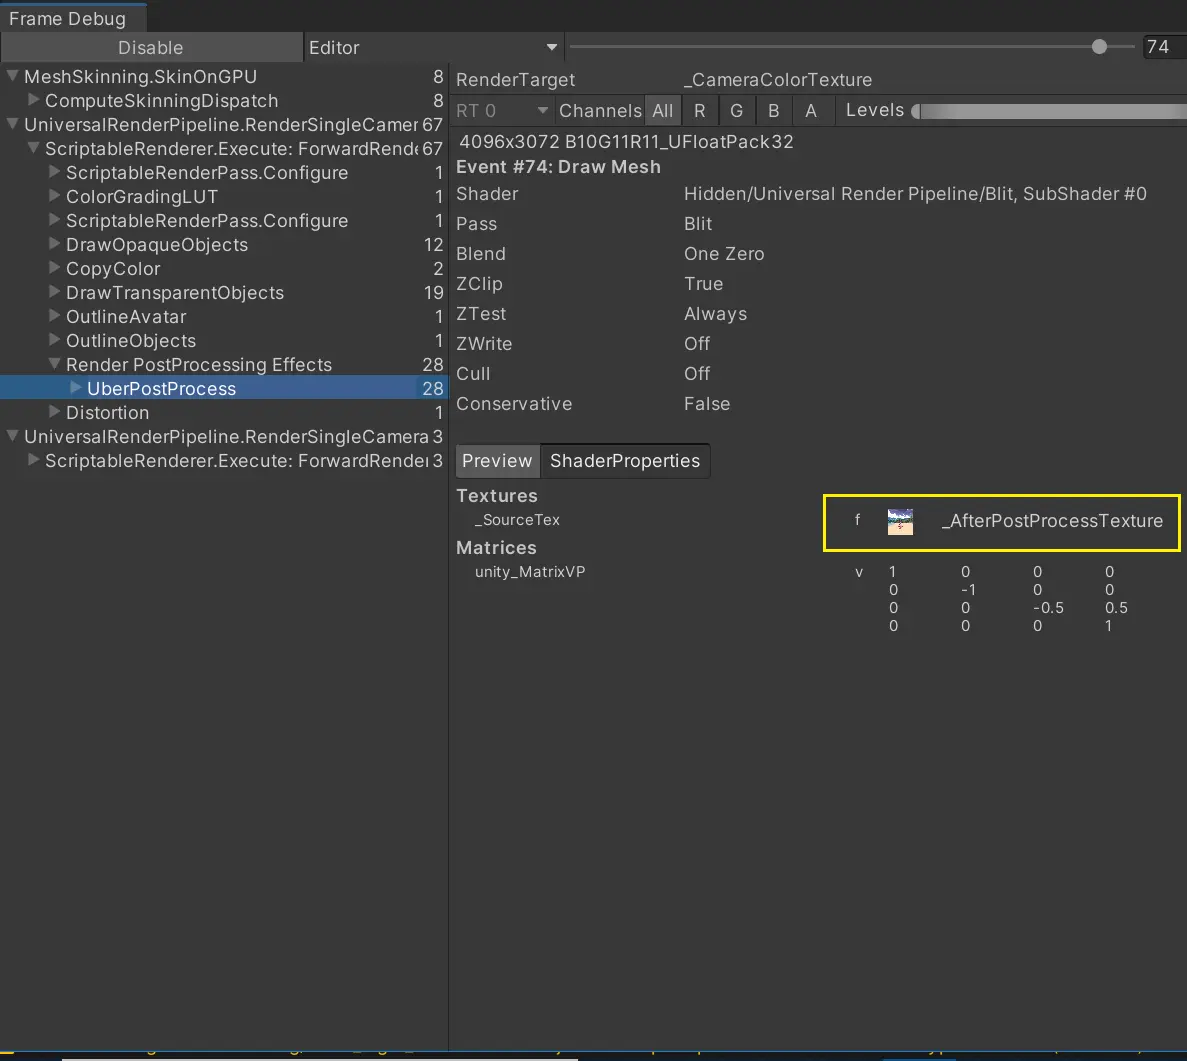 Frame Debug
Disable
Editor
74
MeshSkinning.SkinOnGPU 8
ComputeSkinningDispatch 8
UniversalRenderPipeline.RenderSingleCamer 67
ScriptableRenderer.Execute: ForwardRende 67
ScriptableRenderPass.Configure 1
ColorGradingLUT 1
ScriptableRenderPass.Configure 1
DrawOpaqueObjects 12
CopyColor 2
DrawTransparentObjects 19
OutlineAvatar 1
OutlineObjects 1
Render PostProcessing Effects 28
UberPostProcess 28
Distortion 1
UniversalRenderPipeline.RenderSingleCamera 3
ScriptableRenderer.Execute: ForwardRender 3
RenderTarget _CameraColorTexture
RT 0 Channels All R G B A Levels
4096x3072 B10G11R11_UFloatPack32
Event #74: Draw Mesh
Shader Hidden/Universal Render Pipeline/Blit, SubShader #0
Pass Blit
Blend One Zero
ZClip True
ZTest Always
ZWrite Off
Cull Off
Conservative False
Preview ShaderProperties
Textures
_SourceTex f _AfterPostProcessTexture
Matrices
unity_MatrixVP v 1 0 0 0
0 -1 0 0
0 0 -0.5 0.5
0 0 0 1